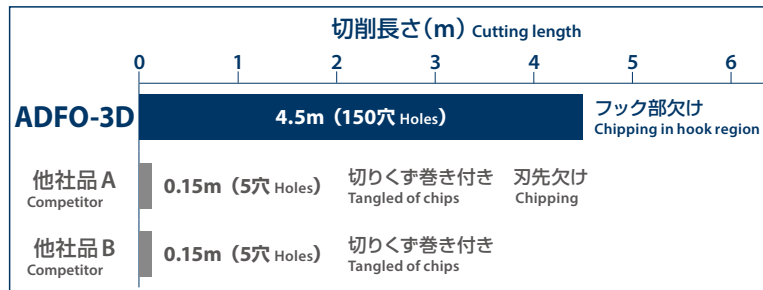 切削長さ(m) Cutting length
0 1 2 3 4 5 6
ADFO-3D 4.5m (150穴 Holes) フック部欠け
Chipping in hook region
他社品A 0.15m (5穴 Holes) 切りくず巻き付き 刃先欠け
Competitor Tangled of chips Chipping
他社品B 0.15m (5穴 Holes) 切りくず巻き付き
Competitor Tangled of chips